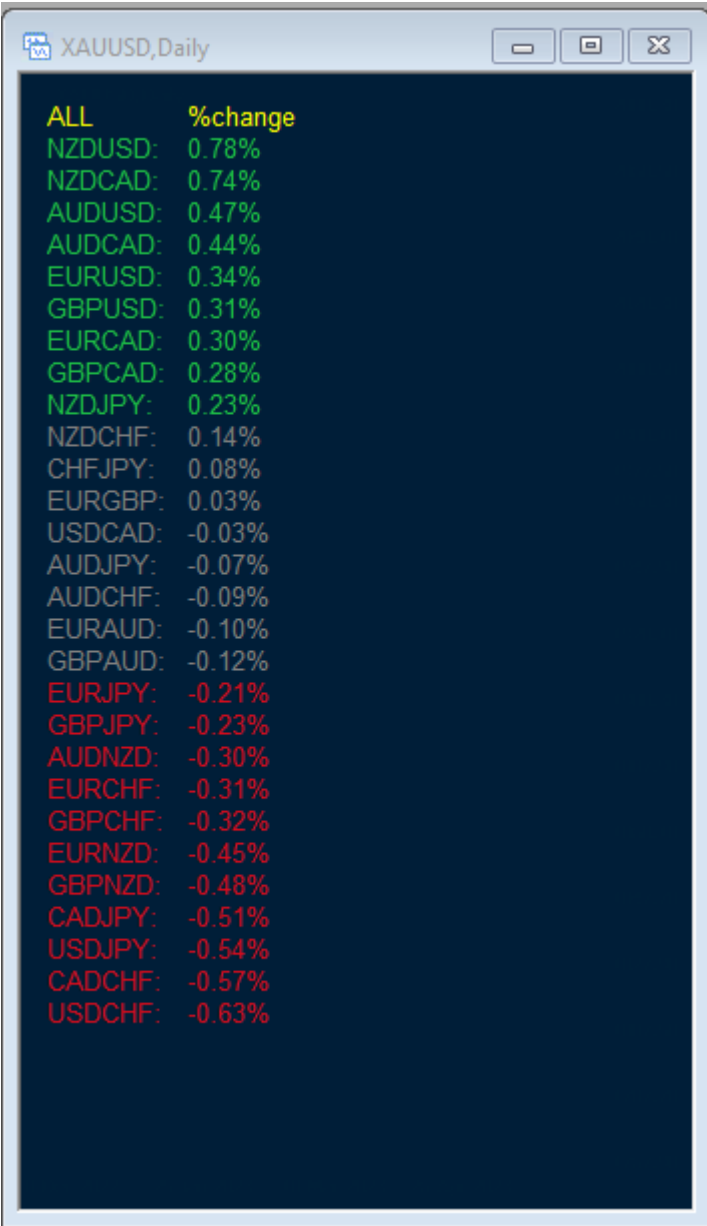 XAUUSD,Daily
ALL %change
NZDUSD: 0.78%
NZDCAD: 0.74%
AUDUSD: 0.47%
AUDCAD: 0.44%
EURUSD: 0.34%
GBPUSD: 0.31%
EURCAD: 0.30%
GBPCAD: 0.28%
NZDJPY: 0.23%
NZDCHF: 0.14%
CHFJPY: 0.08%
EURGBP: 0.03%
USDCAD: -0.03%
AUDJPY: -0.07%
AUDCHF: -0.09%
EURAUD: -0.10%
GBPAUD: -0.12%
EURJPY: -0.21%
GBPJPY: -0.23%
AUDNZD: -0.30%
EURCHF: -0.31%
GBPCHF: -0.32%
EURNZD: -0.45%
GBPNZD: -0.48%
CADJPY: -0.51%
USDJPY: -0.54%
CADCHF: -0.57%
USDCHF: -0.63%